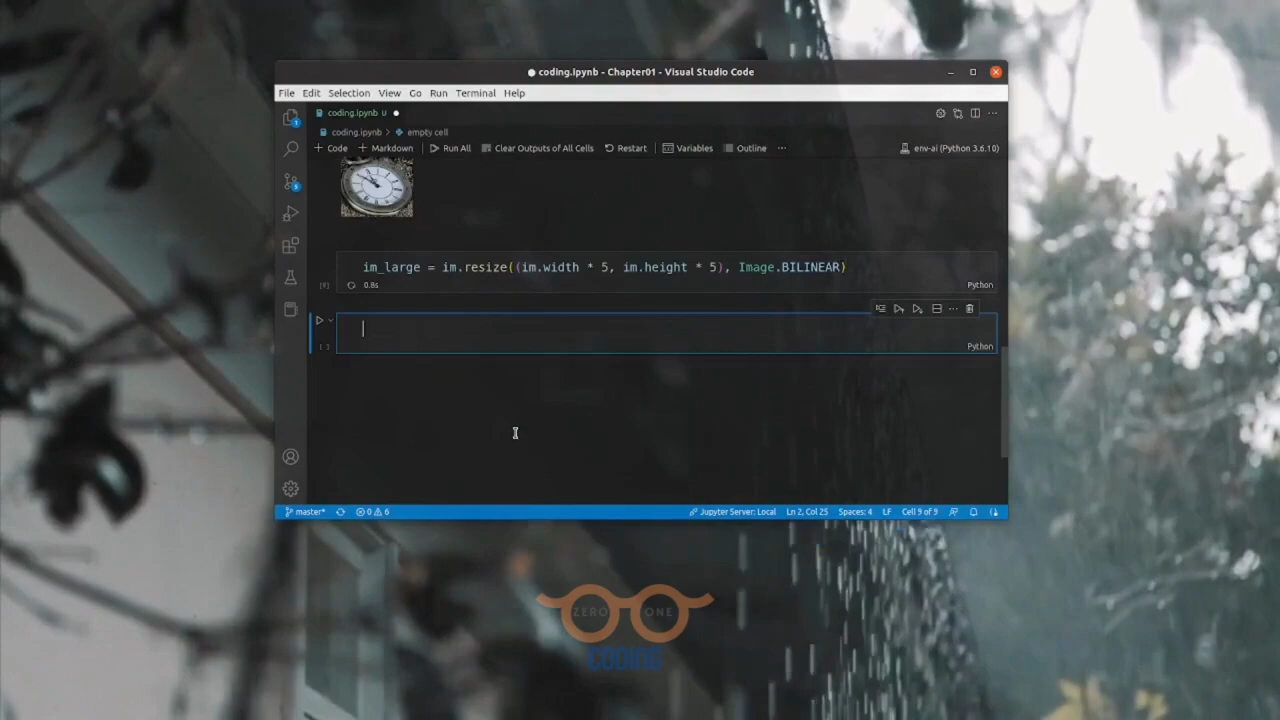 coding.ipynb - Chapter01 - Visual Studio Code
File Edit Selection View Go Run Terminal Help
coding.ipynb U
coding.ipynb > empty cell
+ Code + Markdown Run All Clear Outputs of All Cells Restart Variables Outline ··· env-ai (Python 3.6.10)
im_large = im.resize((im.width * 5, im.height * 5), Image.BILINEAR)
0.8s Python
[ ] Python
master* 0 6 Jupyter Server: Local Ln 2, Col 25 Spaces: 4 LF Cell 9 of 9
ZERO ONE
CODING